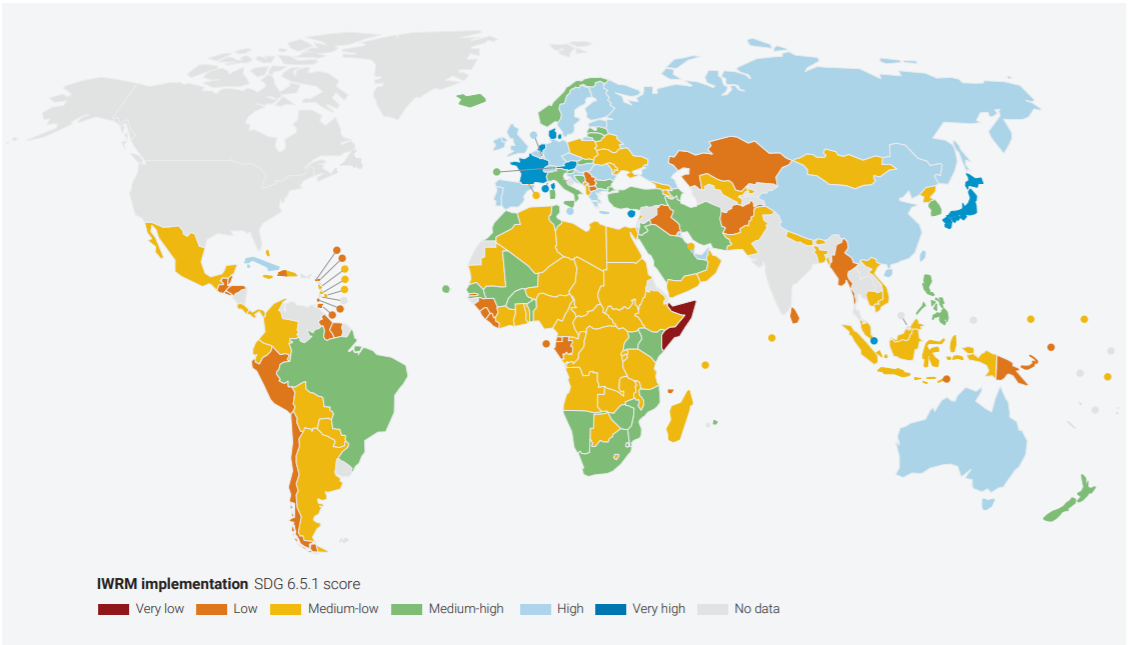 IWRM implementation SDG 6.5.1 score
Very low Low Medium-low Medium-high High Very high No data